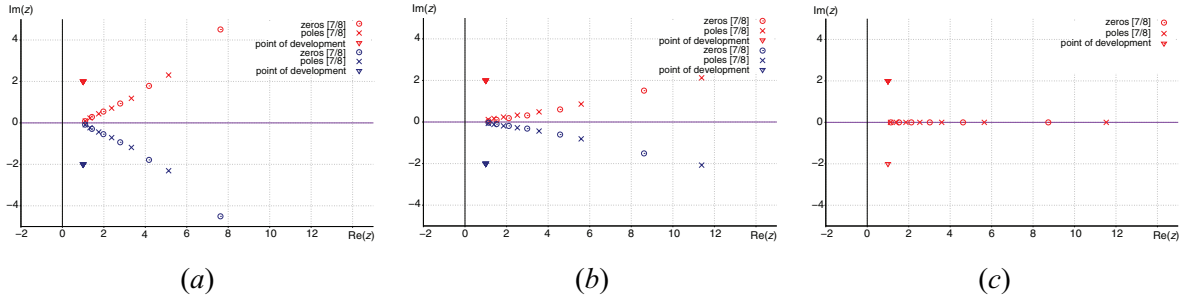 Im(z)
zeros [7/8]
poles [7/8]
point of development
zeros [7/8]
poles [7/8]
point of development
4
2
0
−2
−4
−2 0 2 4 6 8 10 12
Re(z)
(a)
Im(z)
zeros [7/8]
poles [7/8]
point of development
zeros [7/8]
poles [7/8]
point of development
4
2
0
−2
−4
−2 0 2 4 6 8 10 12
Re(z)
(b)
Im(z)
zeros [7/8]
poles [7/8]
point of development
4
2
0
−2
−4
−2 0 2 4 6 8 10 12
Re(z)
(c)